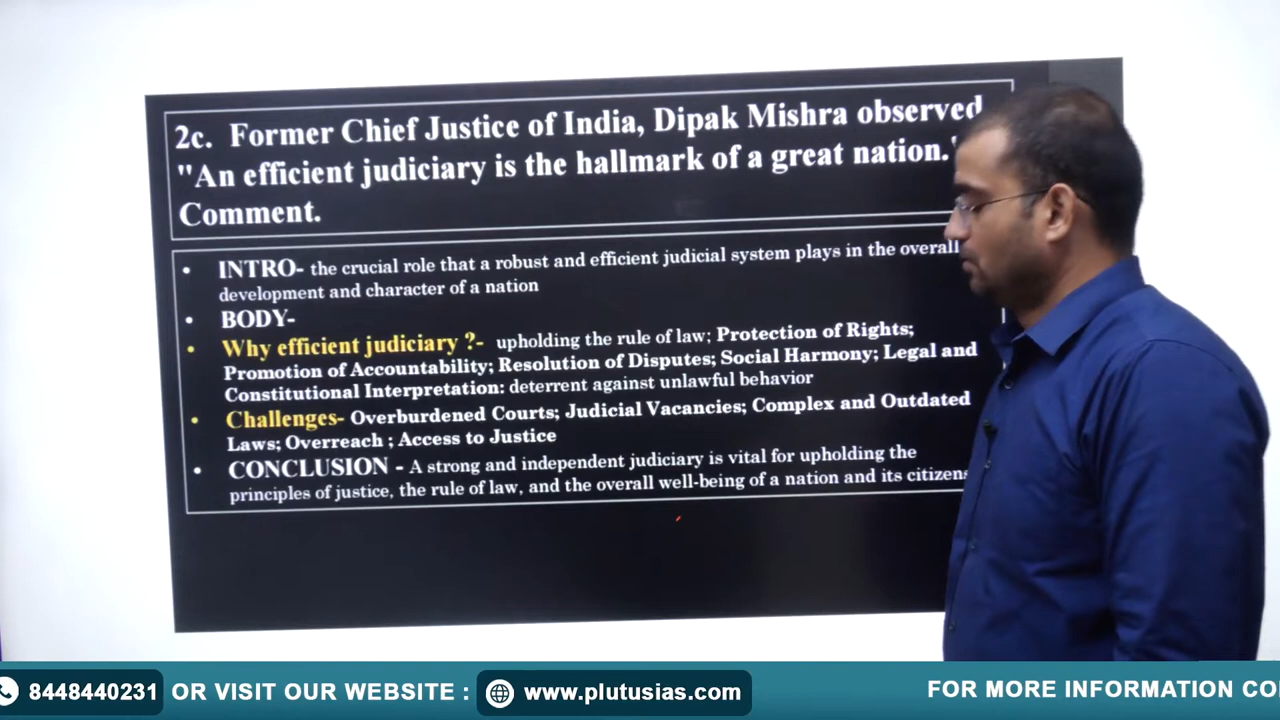 2c. Former Chief Justice of India, Dipak Mishra observed
"An efficient judiciary is the hallmark of a great nation."
Comment.
• INTRO- the crucial role that a robust and efficient judicial system plays in the overall
development and character of a nation
• BODY-
• Why efficient judiciary ?- upholding the rule of law; Protection of Rights;
Promotion of Accountability; Resolution of Disputes; Social Harmony; Legal and
Constitutional Interpretation: deterrent against unlawful behavior
• Challenges- Overburdened Courts; Judicial Vacancies; Complex and Outdated
Laws; Overreach ; Access to Justice
• CONCLUSION - A strong and independent judiciary is vital for upholding the
principles of justice, the rule of law, and the overall well-being of a nation and its citizens
8448440231 OR VISIT OUR WEBSITE : www.plutusias.com FOR MORE INFORMATION CO